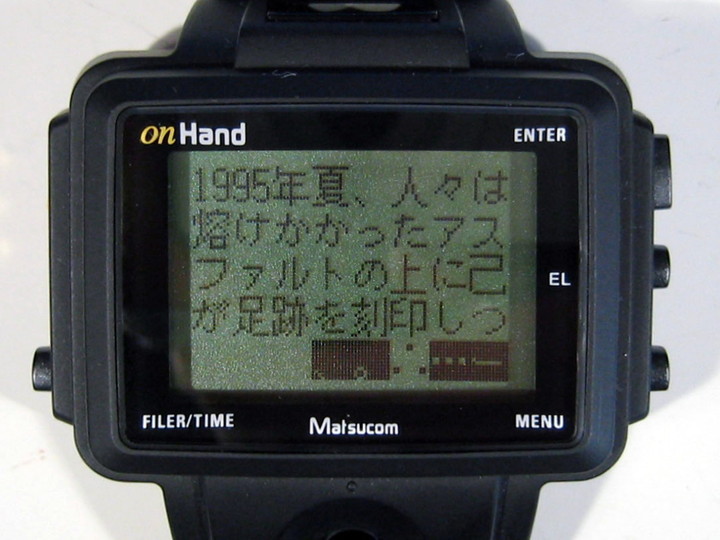 onHand
ENTER
1995年夏、人々は
熔けかかったアス
ファルトの上に己
が足跡を刻印しつ
EL
FILER/TIME
Matsucom
MENU